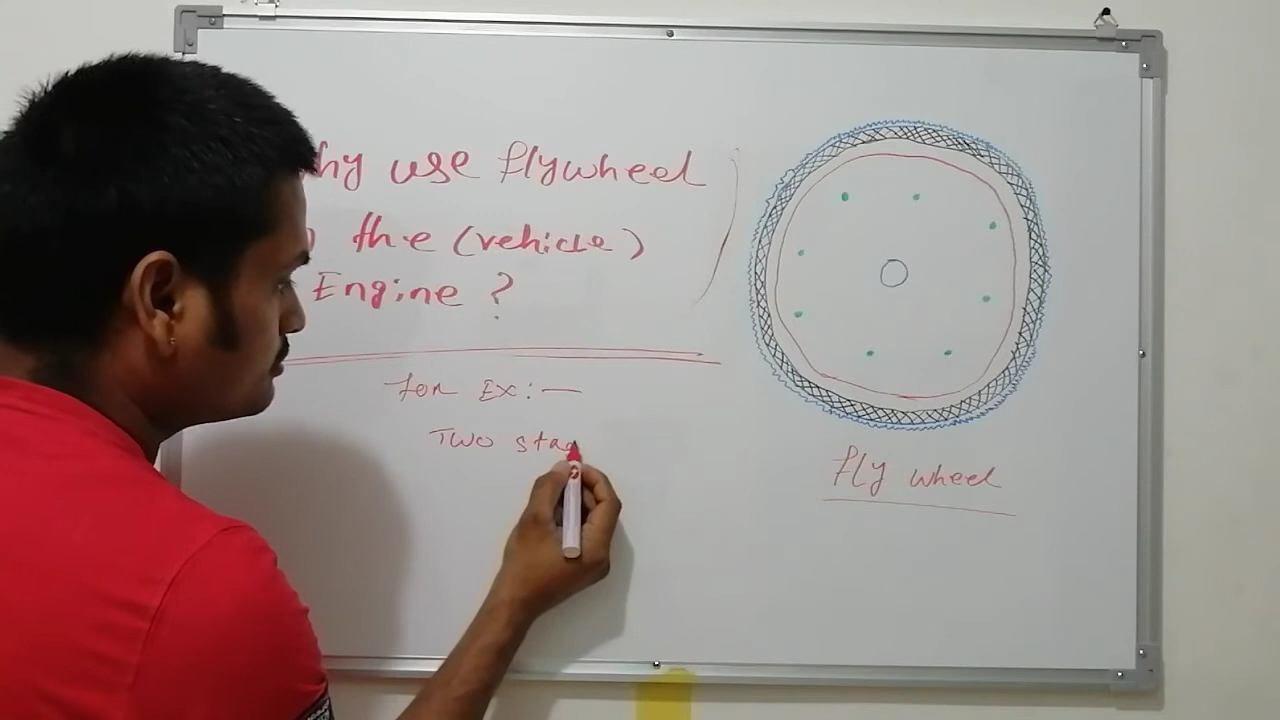 hy use flywheel
the (vehicle)
Engine ?
for Ex: —
Two stag
fly wheel